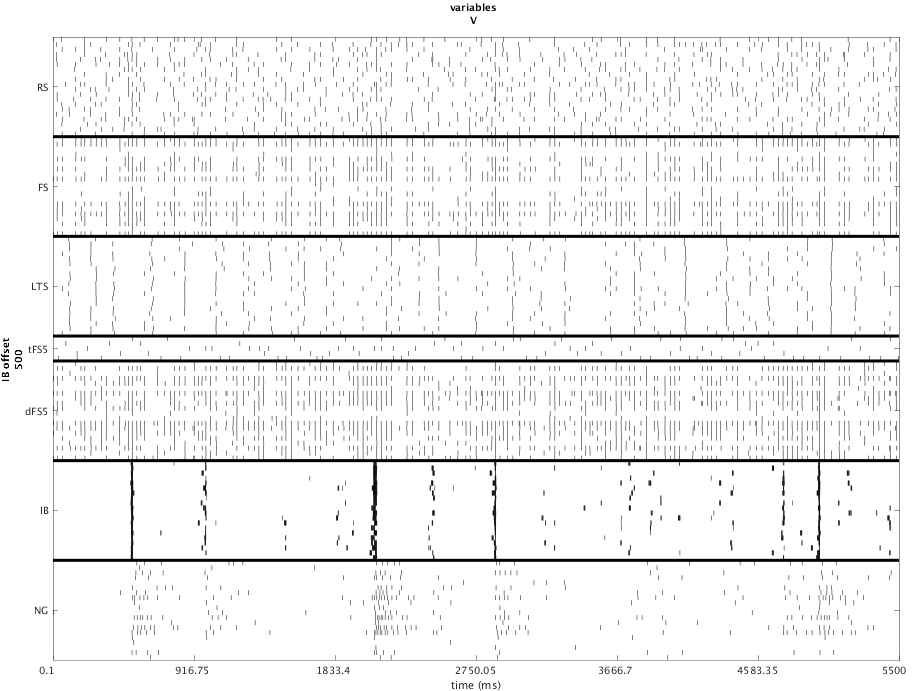 variables
V
RS
FS
LTS
tFS5
dFS5
IB
NG
IB offset
500
0.1 916.75 1833.4 2750.05 3666.7 4583.35 5500
time (ms)